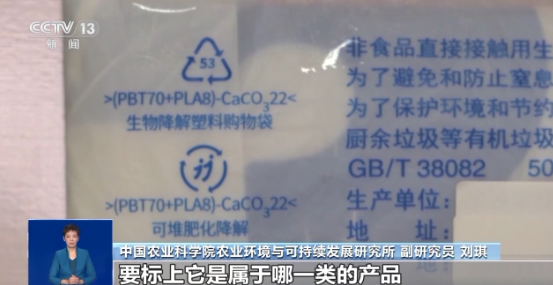 CCTV 13
新闻
53
>(PBT70+PLA8)-CaCO₃22<
生物降解塑料购物袋
>(PBT70+PLA8)-CaCO₃22<
可堆肥化降解
非食品直接接触用生
为了避免和防止窒息
为了保护环境和节约
厨余垃圾等有机垃圾
GB/T 38082 50
生产单位:
地 址:
中国农业科学院农业环境与可持续发展研究所 副研究员 刘琪
要标上它是属于哪一类的产品